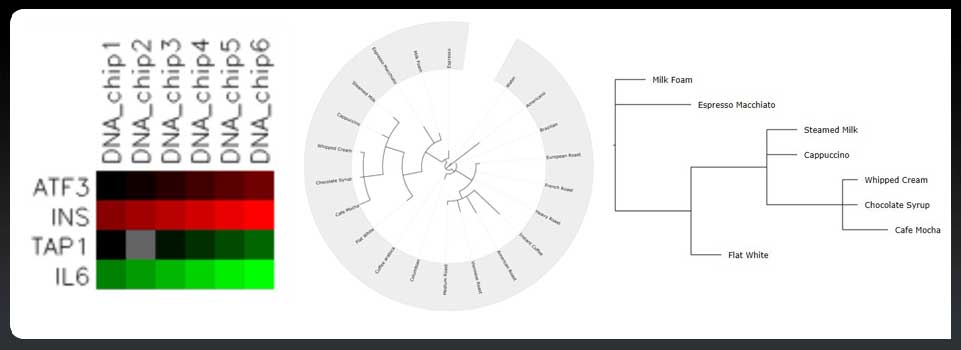 DNA_chip1
DNA_chip2
DNA_chip3
DNA_chip4
DNA_chip5
DNA_chip6
ATF3
INS
TAP1
IL6
Espresso
Milk Foam
Espresso Macchiato
Steamed Milk
Cappuccino
Whipped Cream
Chocolate Syrup
Cafe Mocha
Flat White
Coffee arabica
Columbian
Medium Roast
Viennese Roast
American Roast
Instant Coffee
Heavy Roast
French Roast
European Roast
Brazilian
Americano
Water
Milk Foam
Espresso Macchiato
Steamed Milk
Cappuccino
Whipped Cream
Chocolate Syrup
Cafe Mocha
Flat White